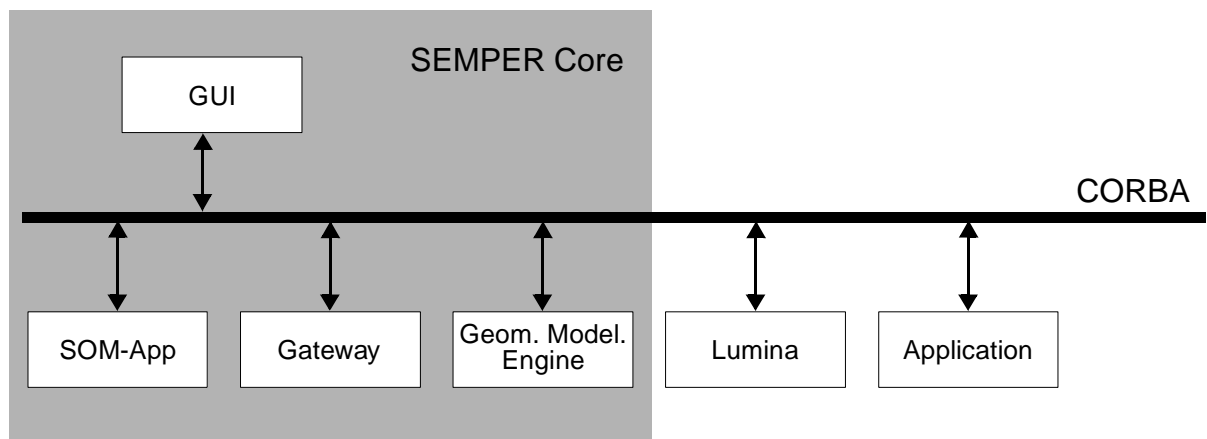 SEMPER Core
GUI
CORBA
SOM-App
Gateway
Geom. Model.
Engine
Lumina
Application